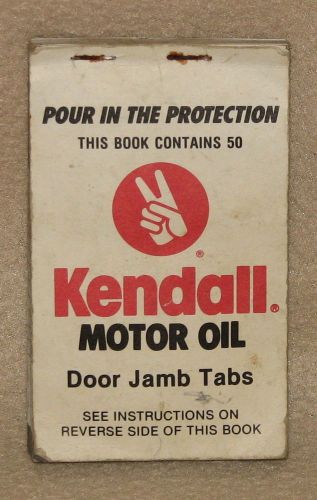 POUR IN THE PROTECTION
THIS BOOK CONTAINS 50
®
Kendall®
MOTOR OIL
Door Jamb Tabs
SEE INSTRUCTIONS ON
REVERSE SIDE OF THIS BOOK